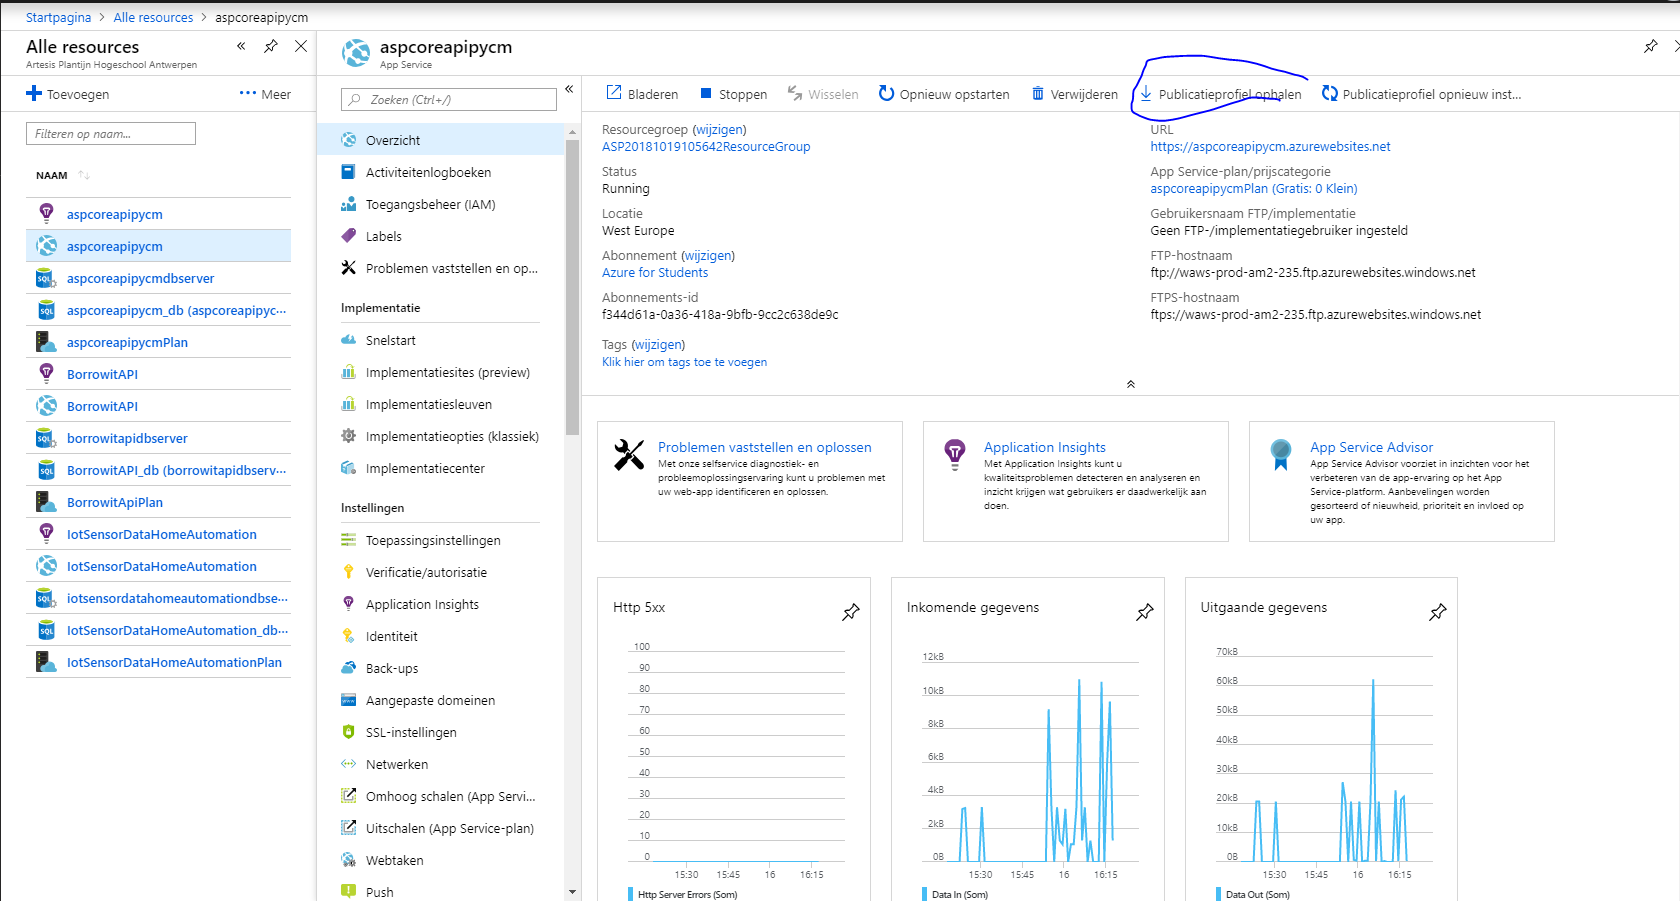 Startpagina > Alle resources > aspcoreapipycm
Alle resources
Artesis Plantijn Hogeschool Antwerpen
Toevoegen ••• Meer
Filteren op naam...
NAAM
aspcoreapipycm
aspcoreapipycm
aspcoreapipycmdbserver
aspcoreapipycm_db (aspcoreapipyc···
aspcoreapipycmPlan
BorrowitAPI
BorrowitAPI
borrowitapidbserver
BorrowitAPI_db (borrowitapidbserv···
BorrowitApiPlan
IotSensorDataHomeAutomation
IotSensorDataHomeAutomation
iotsensordatahomeautomationdbse···
IotSensorDataHomeAutomation_db···
IotSensorDataHomeAutomationPlan
aspcoreapipycm
App Service
Zoeken (Ctrl+/)
Overzicht
Activiteitenlogboeken
Toegangsbeheer (IAM)
Labels
Problemen vaststellen en op...
Implementatie
Snelstart
Implementatiesites (preview)
Implementatiesleuven
Implementatieopties (klassiek)
Implementatiecenter
Instellingen
Toepassingsinstellingen
Verificatie/autorisatie
Application Insights
Identiteit
Back-ups
Aangepaste domeinen
SSL-instellingen
Netwerken
Omhoog schalen (App Servi...
Uitschalen (App Service-plan)
Webtaken
Push
Bladeren Stoppen Wisselen Opnieuw opstarten Verwijderen Publicatieprofiel ophalen Publicatieprofiel opnieuw inst...
Resourcegroep (wijzigen)
ASP20181019105642ResourceGroup
Status
Running
Locatie
West Europe
Abonnement (wijzigen)
Azure for Students
Abonnements-id
f344d61a-0a36-418a-9bfb-9cc2c638de9c
Tags (wijzigen)
Klik hier om tags toe te voegen
URL
https://aspcoreapipycm.azurewebsites.net
App Service-plan/prijscategorie
aspcoreapipycmPlan (Gratis: 0 Klein)
Gebruikersnaam FTP/implementatie
Geen FTP-/implementatiegebruiker ingesteld
FTP-hostnaam
ftp://waws-prod-am2-235.ftp.azurewebsites.windows.net
FTPS-hostnaam
ftps://waws-prod-am2-235.ftp.azurewebsites.windows.net
Problemen vaststellen en oplossen
Met onze selfservice diagnostiek- en
probleemoplossingservaring kunt u problemen met
uw web-app identificeren en oplossen.
Application Insights
Met Application Insights kunt u
kwaliteitsproblemen detecteren en analyseren en
inzicht krijgen wat gebruikers er daadwerkelijk aan
doen.
App Service Advisor
App Service Advisor voorziet in inzichten voor het
verbeteren van de app-ervaring op het App
Service-platform. Aanbevelingen worden
gesorteerd of nieuwheid, prioriteit en invloed op
uw app.
Http 5xx
100
90
80
70
60
50
40
30
20
10
0
15:30 15:45 16 16:15
Http Server Errors (Som)
Inkomende gegevens
12kB
10kB
8kB
6kB
4kB
2kB
0B
15:30 15:45 16 16:15
Data In (Som)
Uitgaande gegevens
70kB
60kB
50kB
40kB
30kB
20kB
10kB
0B
15:30 15:45 16 16:15
Data Out (Som)